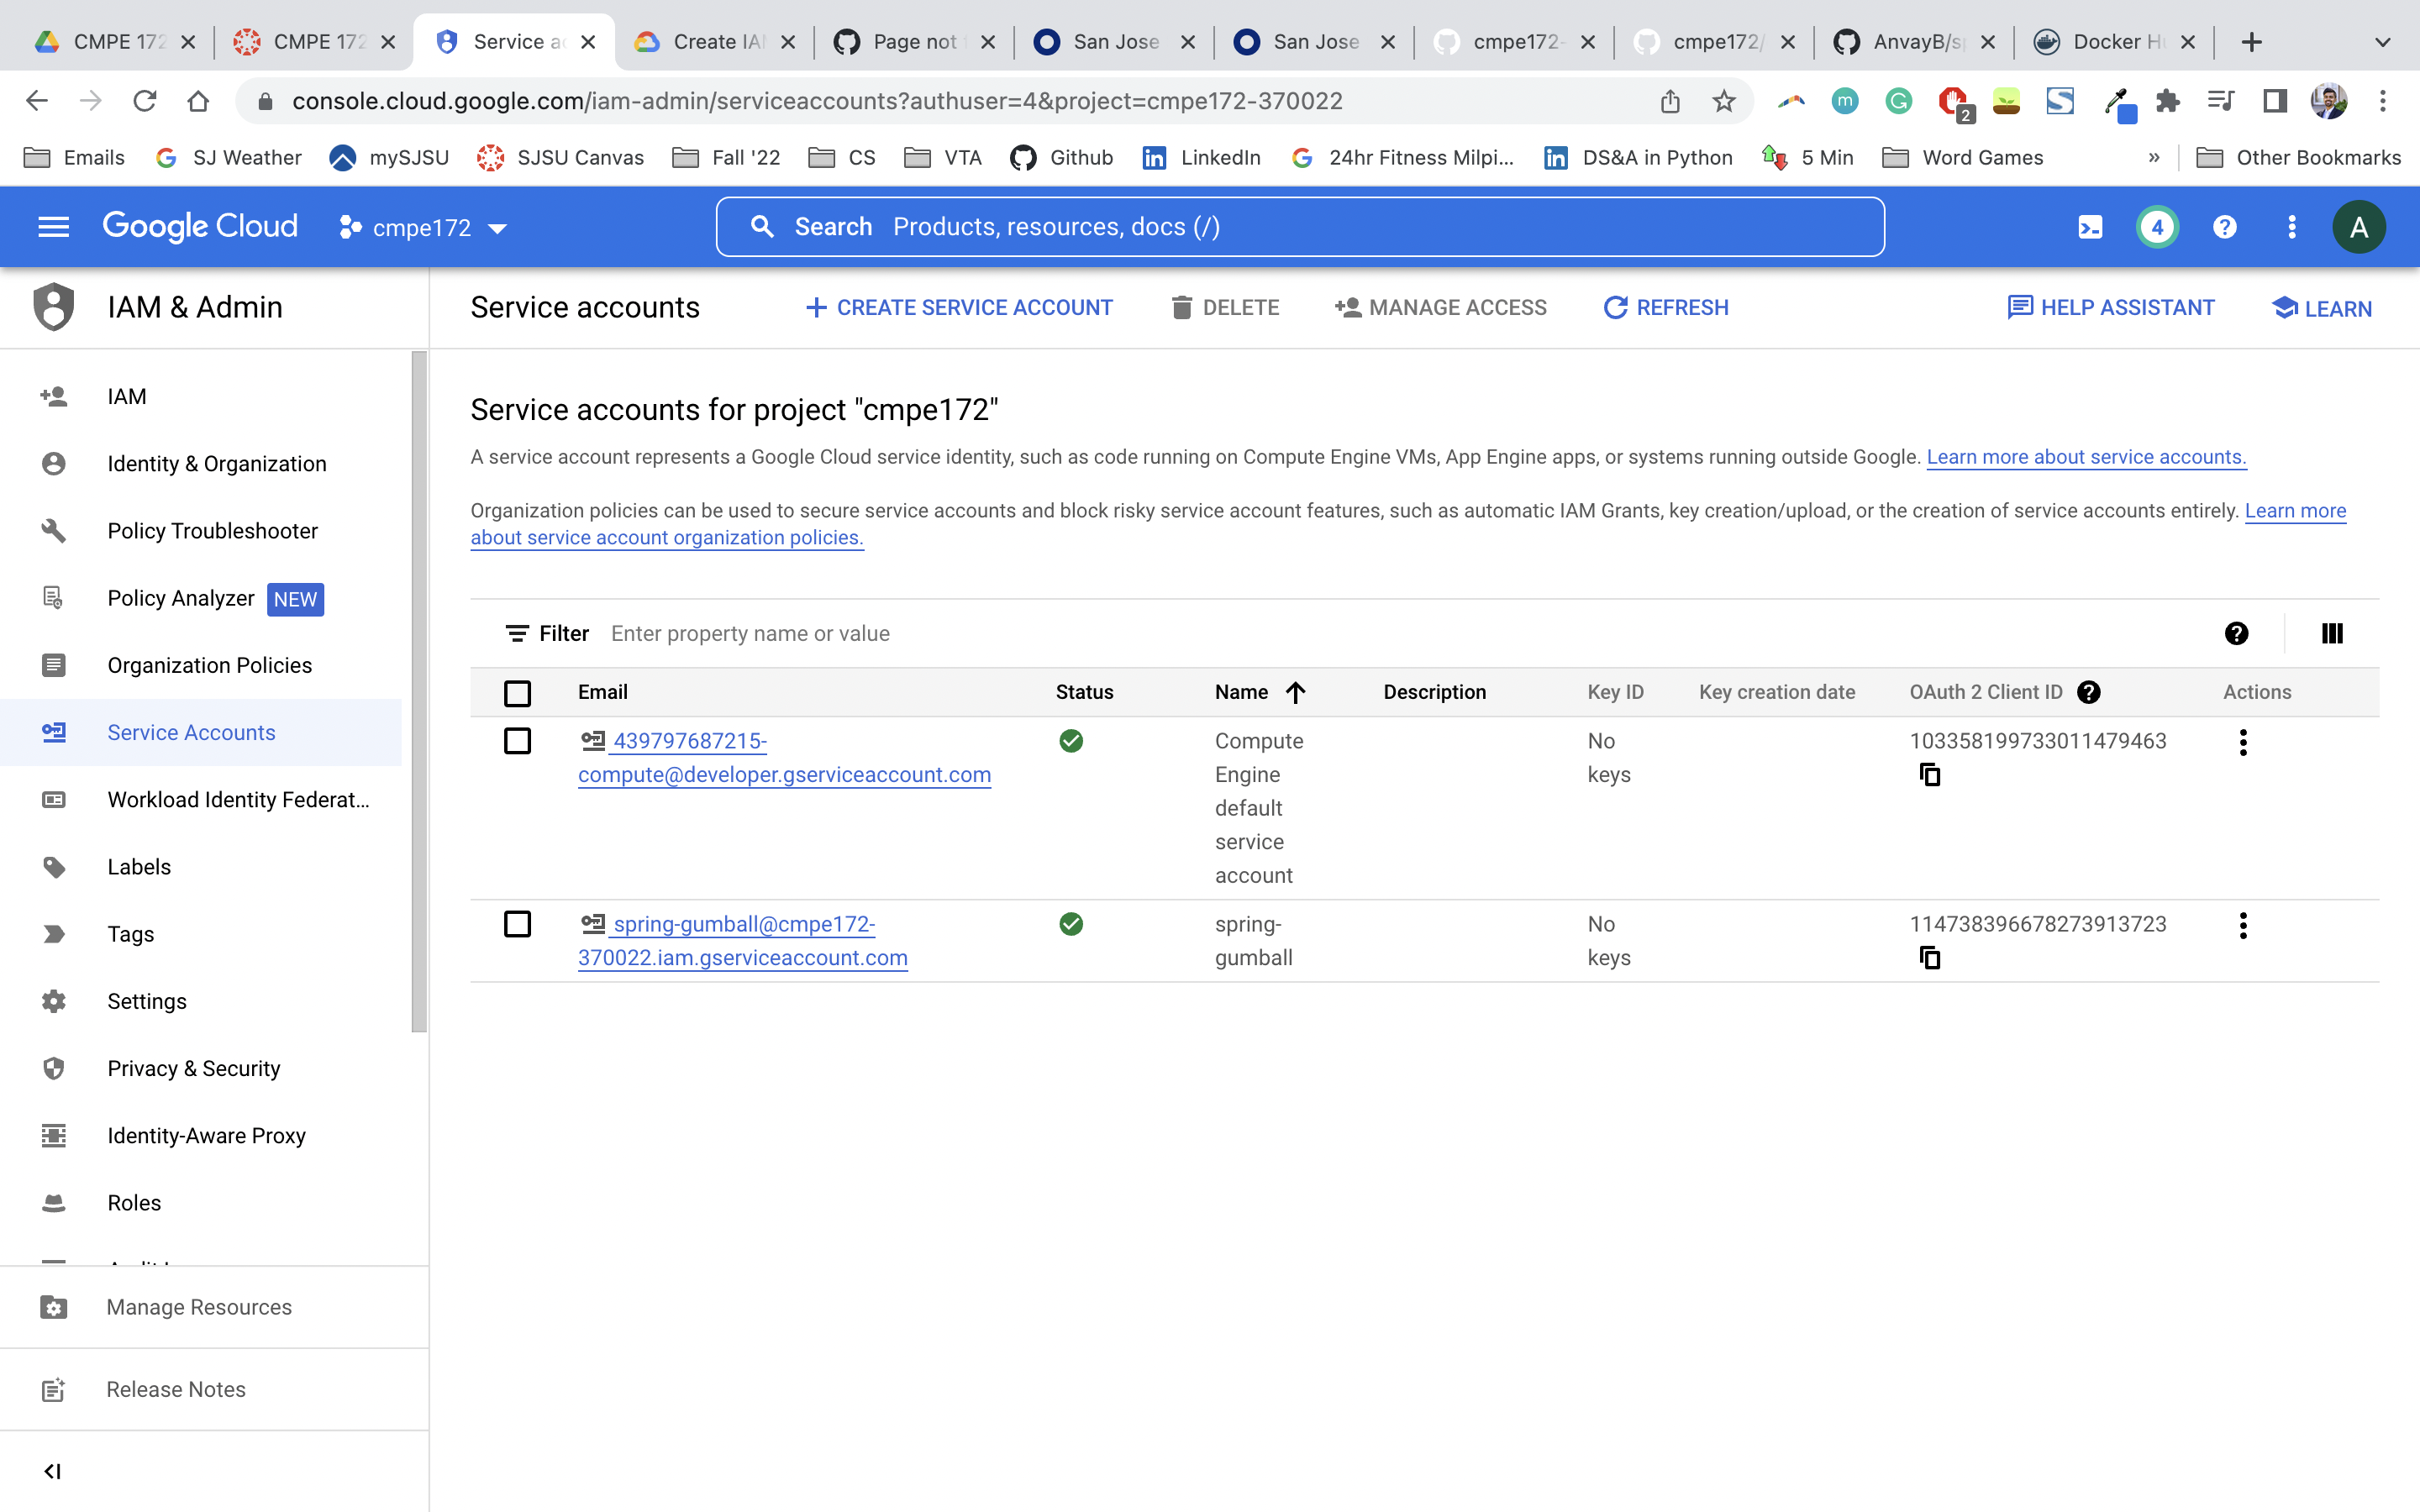 CMPE 172
CMPE 172
Service ac
Create IA
Page not
San Jose
San Jose
cmpe172-
cmpe172/
AnvayB/s
Docker H
console.cloud.google.com/iam-admin/serviceaccounts?authuser=4&project=cmpe172-370022
2
Emails
SJ Weather
mySJSU
SJSU Canvas
Fall '22
CS
VTA
Github
LinkedIn
24hr Fitness Milpi...
DS&A in Python
5 Min
Word Games
»
Other Bookmarks
Google Cloud
cmpe172
Search Products, resources, docs (/)
4
A
IAM & Admin
Service accounts
CREATE SERVICE ACCOUNT
DELETE
MANAGE ACCESS
REFRESH
HELP ASSISTANT
LEARN
IAM
Identity & Organization
Policy Troubleshooter
Policy Analyzer NEW
Organization Policies
Service Accounts
Workload Identity Federat...
Labels
Tags
Settings
Privacy & Security
Identity-Aware Proxy
Roles
Manage Resources
Release Notes
Service accounts for project "cmpe172"
A service account represents a Google Cloud service identity, such as code running on Compute Engine VMs, App Engine apps, or systems running outside Google. Learn more about service accounts.
Organization policies can be used to secure service accounts and block risky service account features, such as automatic IAM Grants, key creation/upload, or the creation of service accounts entirely. Learn more
about service account organization policies.
Filter Enter property name or value
Email Status Name Description Key ID Key creation date OAuth 2 Client ID Actions
439797687215- Compute No 103358199733011479463
compute@developer.gserviceaccount.com Engine keys
default
service
account
spring-gumball@cmpe172- spring- No 114738396678273913723
370022.iam.gserviceaccount.com gumball keys